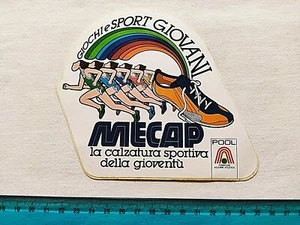 GIOCHI e SPORT GIOVANI
MECAP
la calzatura sportiva
della gioventù
POOL